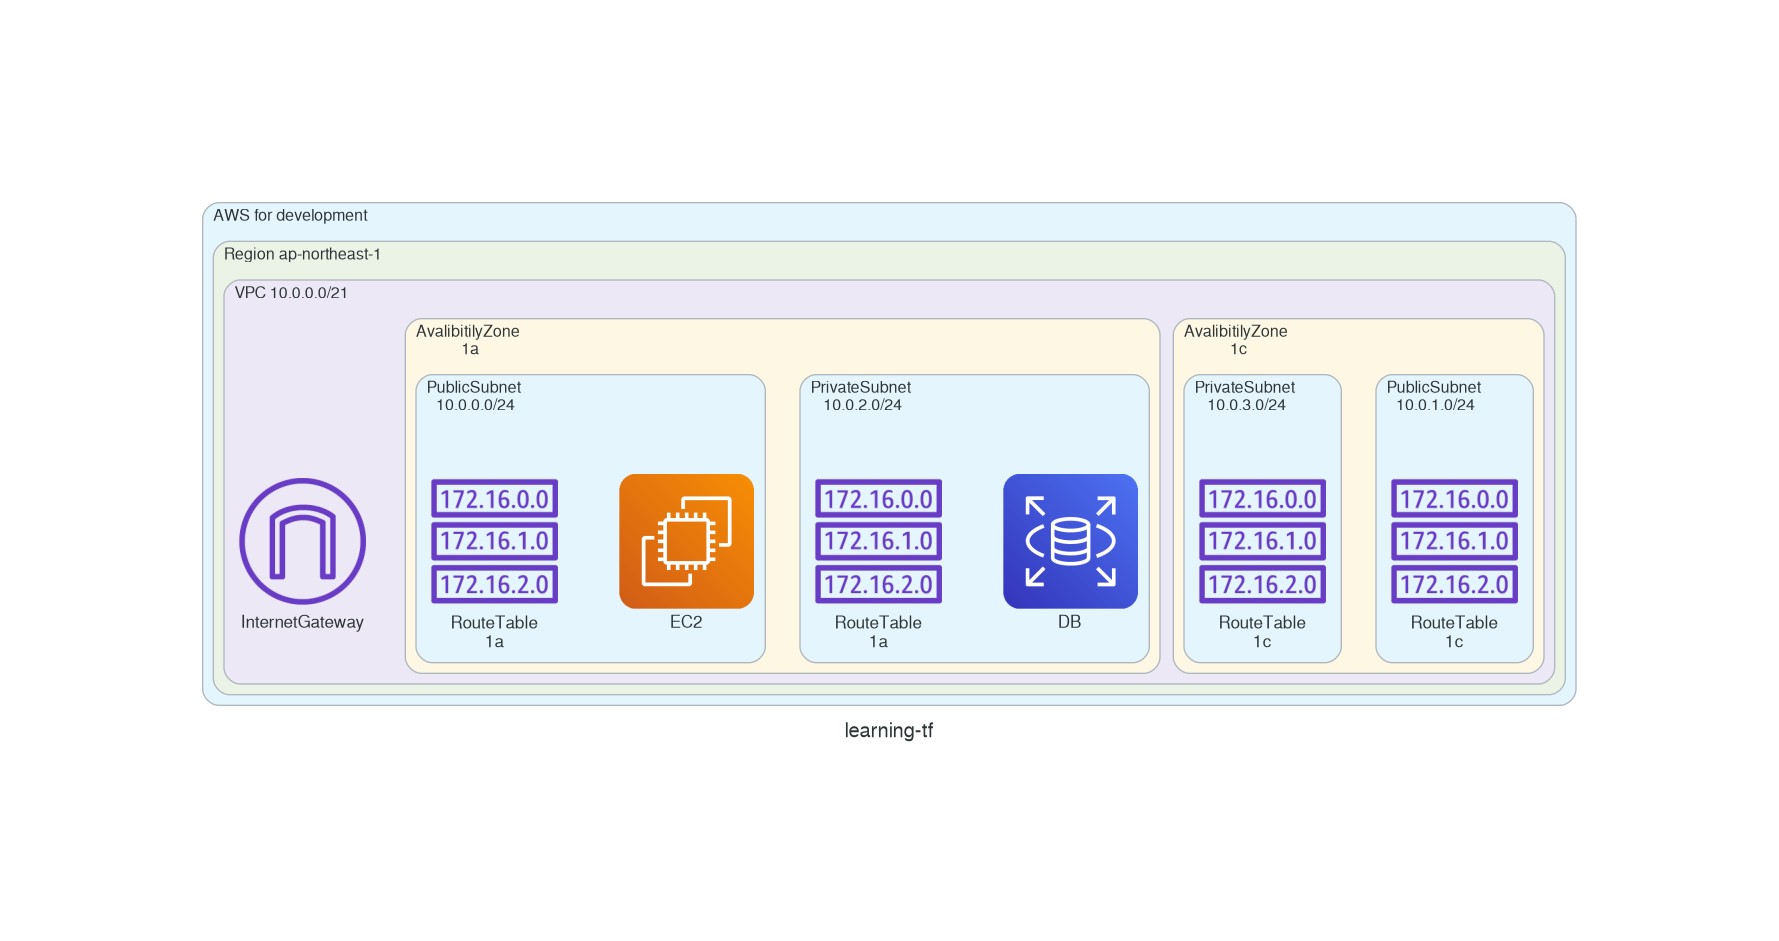 AWS for development
Region ap-northeast-1
VPC 10.0.0.0/21
AvalibitilyZone
1a
PublicSubnet
10.0.0.0/24
172.16.0.0
172.16.1.0
172.16.2.0
RouteTable
1a
EC2
PrivateSubnet
10.0.2.0/24
172.16.0.0
172.16.1.0
172.16.2.0
RouteTable
1a
DB
AvalibitilyZone
1c
PrivateSubnet
10.0.3.0/24
172.16.0.0
172.16.1.0
172.16.2.0
RouteTable
1c
PublicSubnet
10.0.1.0/24
172.16.0.0
172.16.1.0
172.16.2.0
RouteTable
1c
InternetGateway
learning-tf